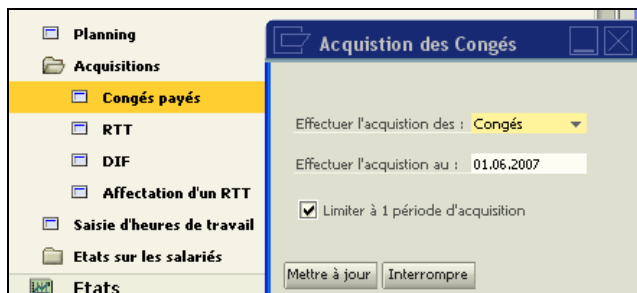 Planning
Acquisitions
Congés payés
RTT
DIF
Affectation d'un RTT
Saisie d'heures de travail
Etats sur les salariés
Etats
Acquistion des Congés
Effectuer l'acquistion des : Congés
Effectuer l'acquistion au : 01.06.2007
Limiter à 1 période d'acquisition
Mettre à jour Interrompre